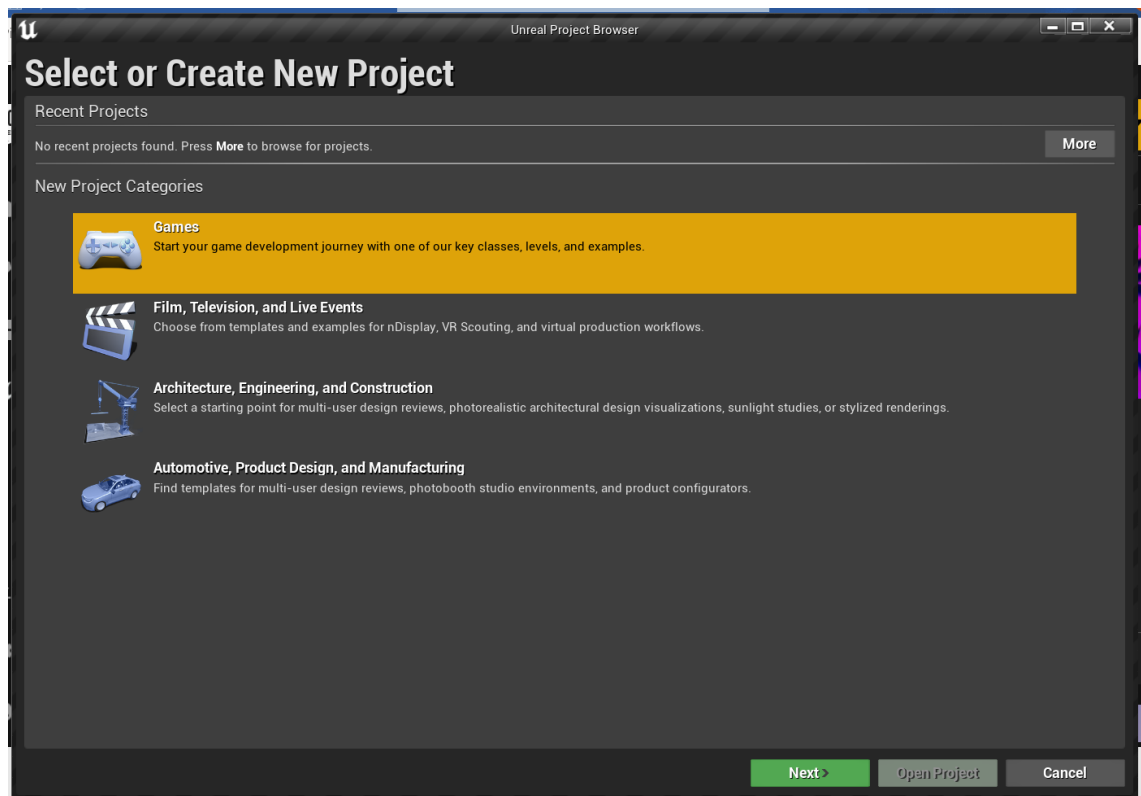 Unreal Project Browser
Select or Create New Project
Recent Projects
No recent projects found. Press More to browse for projects.
More
New Project Categories
Games
Start your game development journey with one of our key classes, levels, and examples.
Film, Television, and Live Events
Choose from templates and examples for nDisplay, VR Scouting, and virtual production workflows.
Architecture, Engineering, and Construction
Select a starting point for multi-user design reviews, photorealistic architectural design visualizations, sunlight studies, or stylized renderings.
Automotive, Product Design, and Manufacturing
Find templates for multi-user design reviews, photobooth studio environments, and product configurators.
Next >
Open Project
Cancel